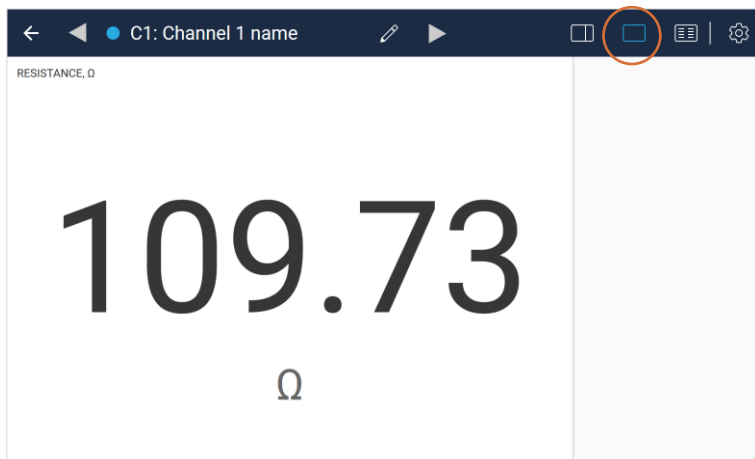 C1: Channel 1 name
RESISTANCE, Ω
109.73
Ω